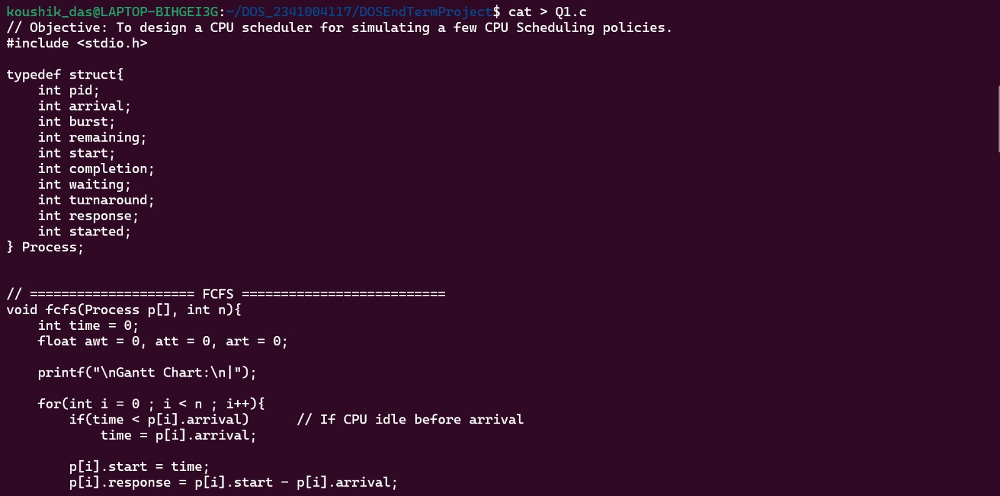 koushik_das@LAPTOP-BIHGEI3G:~/DOS_2341004117/DOSEndTermProject$ cat > Q1.c
// Objective: To design a CPU scheduler for simulating a few CPU Scheduling policies.
#include <stdio.h>

typedef struct{
    int pid;
    int arrival;
    int burst;
    int remaining;
    int start;
    int completion;
    int waiting;
    int turnaround;
    int response;
    int started;
} Process;


// ===================== FCFS ==========================
void fcfs(Process p[], int n){
    int time = 0;
    float awt = 0, att = 0, art = 0;

    printf("\nGantt Chart:\n|");

    for(int i = 0 ; i < n ; i++){
        if(time < p[i].arrival)      // If CPU idle before arrival
            time = p[i].arrival;

        p[i].start = time;
        p[i].response = p[i].start - p[i].arrival;